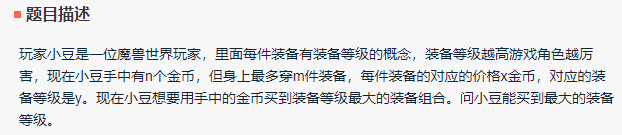 题目描述
玩家小豆是一位魔兽世界玩家，里面每件装备有装备等级的概念，装备等级越高游戏角色越厉
害，现在小豆手中有n个金币，但身上最多穿m件装备，每件装备的对应的价格x金币，对应的装
备等级是y。现在小豆想要用手中的金币买到装备等级最大的装备组合。问小豆能买到最大的装备
等级。